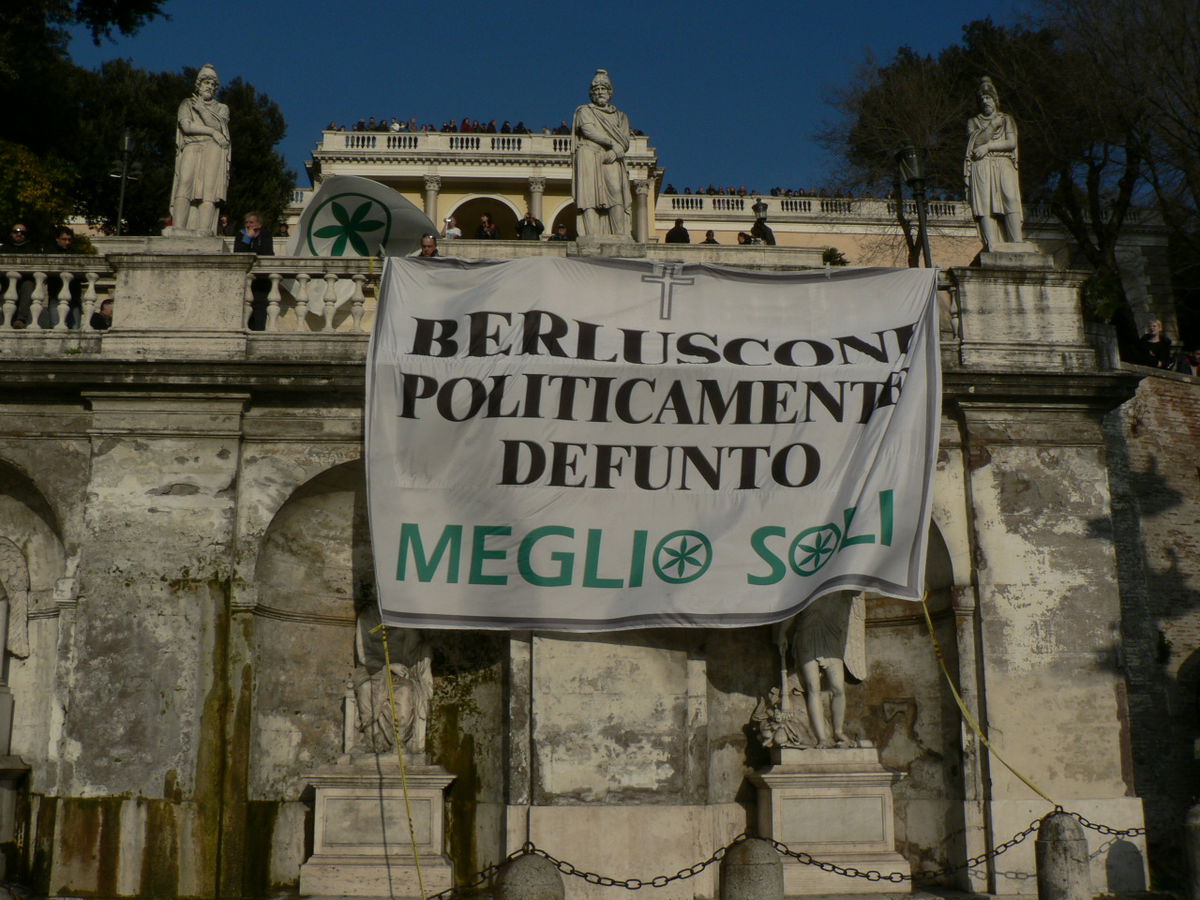 BERLUSCONI
POLITICAMENTE
DEFUNTO
MEGLIO SOLI